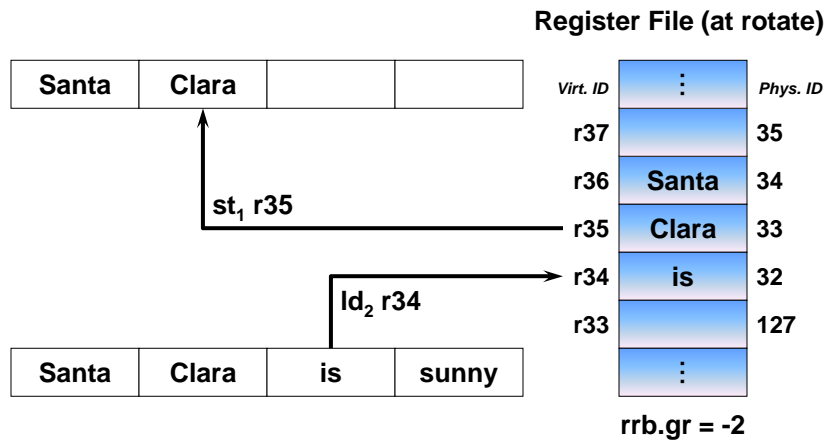 Register File (at rotate)
Santa Clara
Virt. ID ⋮ Phys. ID
r37 35
r36 Santa 34
st₁ r35
r35 Clara 33
r34 is 32
ld₂ r34
r33 127
Santa Clara is sunny
⋮
rrb.gr = -2